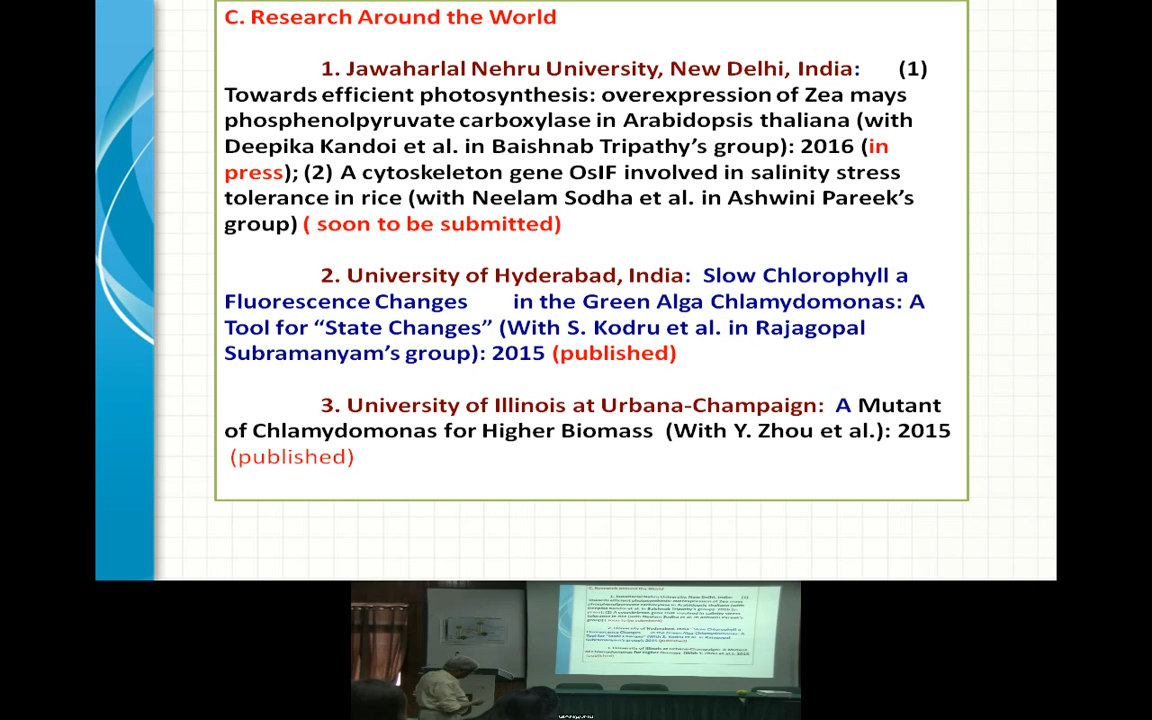 C. Research Around the World
1. Jawaharlal Nehru University, New Delhi, India: (1)
Towards efficient photosynthesis: overexpression of Zea mays
phosphenolpyruvate carboxylase in Arabidopsis thaliana (with
Deepika Kandoi et al. in Baishnab Tripathy's group): 2016 (in
press); (2) A cytoskeleton gene OsIF involved in salinity stress
tolerance in rice (with Neelam Sodha et al. in Ashwini Pareek's
group) ( soon to be submitted)
2. University of Hyderabad, India: Slow Chlorophyll a
Fluorescence Changes in the Green Alga Chlamydomonas: A
Tool for “State Changes” (With S. Kodru et al. in Rajagopal
Subramanyam's group): 2015 (published)
3. University of Illinois at Urbana-Champaign: A Mutant
of Chlamydomonas for Higher Biomass (With Y. Zhou et al.): 2015
(published)